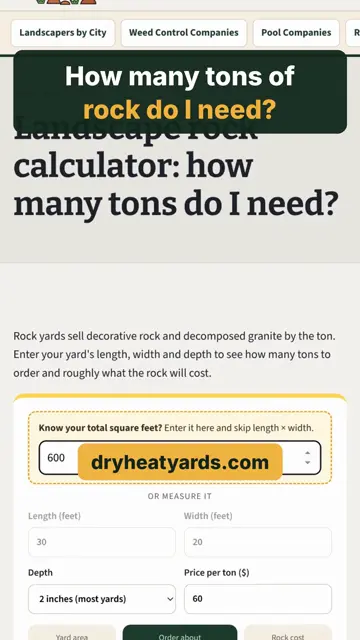 Landscapers by City
Weed Control Companies
Pool Companies
R
How many tons of
rock do I need?
Landscape rock
calculator: how
many tons do I need?
Rock yards sell decorative rock and decomposed granite by the ton.
Enter your yard's length, width and depth to see how many tons to
order and roughly what the rock will cost.
Know your total square feet? Enter it here and skip length × width.
600
dryheatyards.com
OR MEASURE IT
Length (feet)
Width (feet)
30
20
Depth
Price per ton ($)
2 inches (most yards)
60
Yard area
Order about
Rock cost